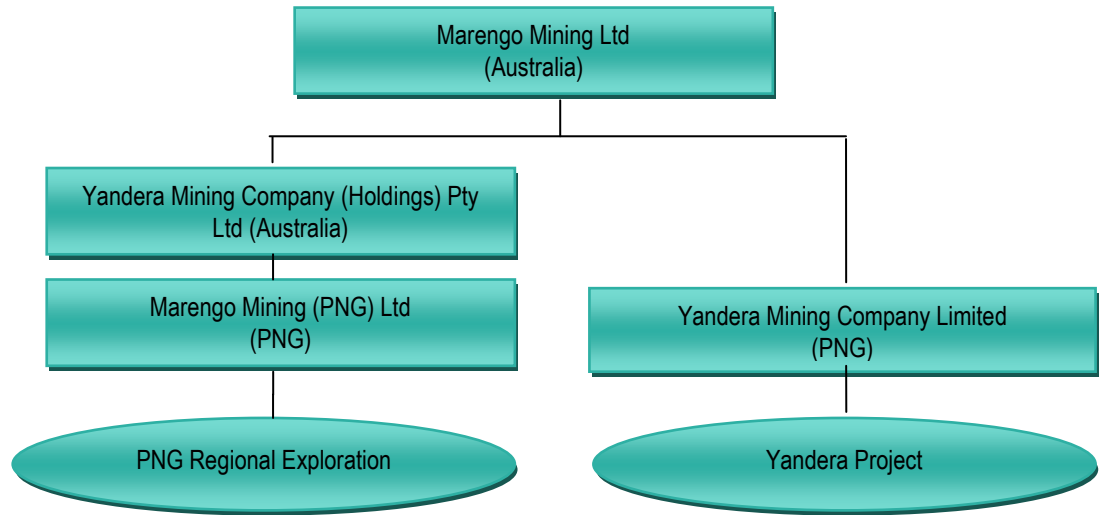 Marengo Mining Ltd
(Australia)
Yandera Mining Company (Holdings) Pty
Ltd (Australia)
Marengo Mining (PNG) Ltd
(PNG)
Yandera Mining Company Limited
(PNG)
PNG Regional Exploration
Yandera Project